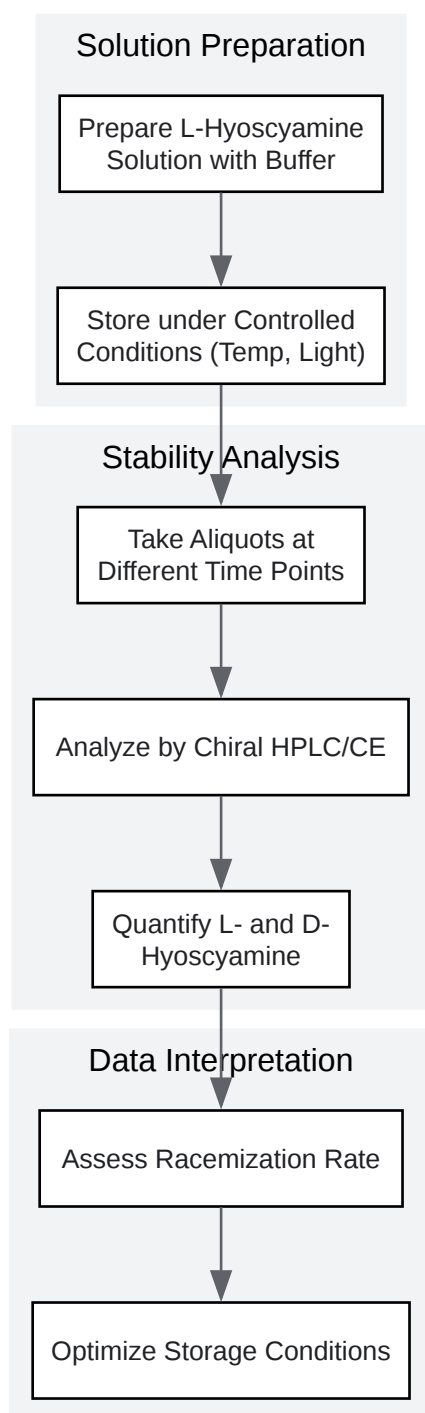 Solution Preparation
Prepare L-Hyoscyamine
Solution with Buffer
Store under Controlled
Conditions (Temp, Light)
Stability Analysis
Take Aliquots at
Different Time Points
Analyze by Chiral HPLC/CE
Quantify L- and D-
Hyoscyamine
Data Interpretation
Assess Racemization Rate
Optimize Storage Conditions